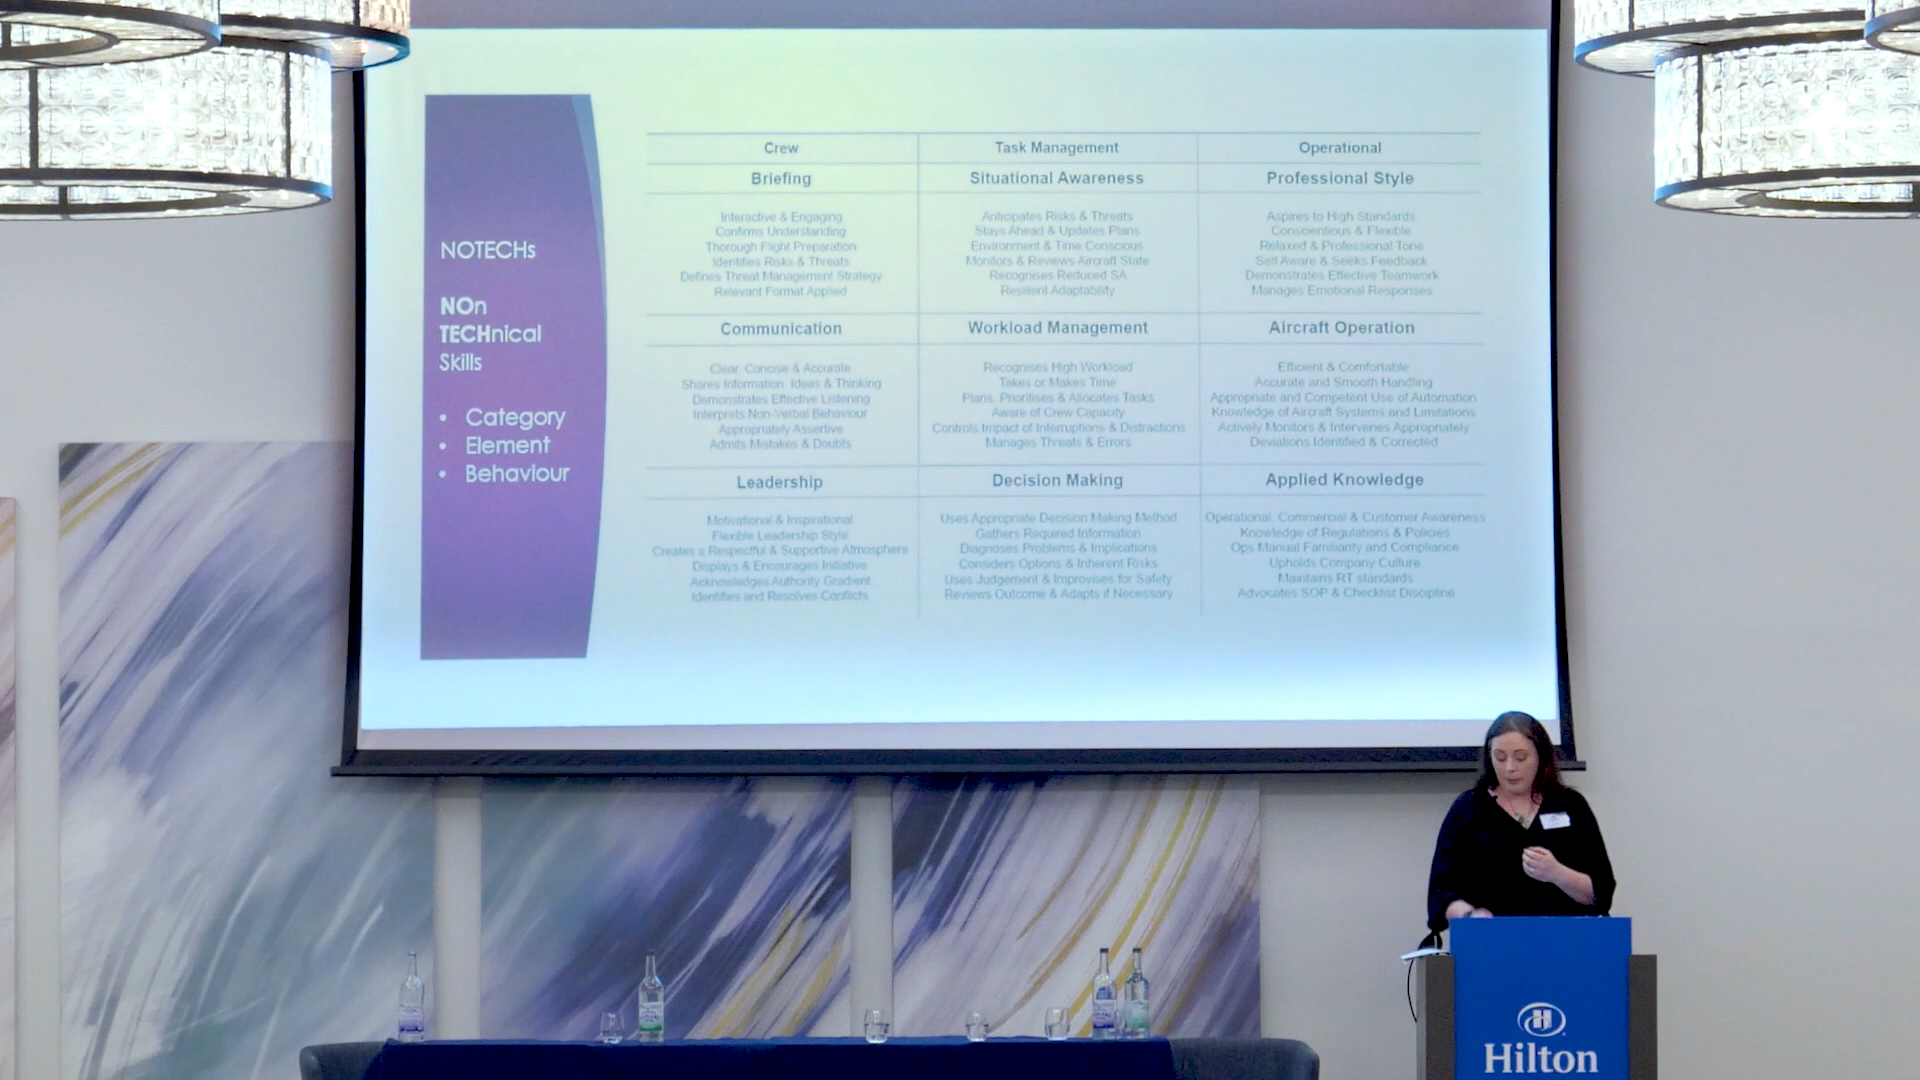 NOTECHs
NOn
TECHnical
Skills
• Category
• Element
• Behaviour
Crew
Briefing
Interactive & Engaging
Confirms Understanding
Thorough Flight Preparation
Identifies Risks & Threats
Defines Threat Management Strategy
Relevant Format Applied
Communication
Clear, Concise & Accurate
Shares Information, Ideas & Thinking
Demonstrates Effective Listening
Interprets Non-Verbal Behaviour
Appropriately Assertive
Admits Mistakes & Doubts
Leadership
Motivational & Inspirational
Flexible Leadership Style
Creates a Respectful & Supportive Atmosphere
Displays & Encourages Initiative
Acknowledges Authority Gradient
Identifies and Resolves Conflicts
Task Management
Situational Awareness
Anticipates Risks & Threats
Stays Ahead & Updates Plans
Environment & Time Conscious
Monitors & Reviews Aircraft State
Recognises Reduced SA
Resilient Adaptability
Workload Management
Recognises High Workload
Takes or Makes Time
Plans, Prioritises & Allocates Tasks
Aware of Crew Capacity
Controls Impact of Interruptions & Distractions
Manages Threats & Errors
Decision Making
Uses Appropriate Decision Making Method
Gathers Required Information
Diagnoses Problems & Implications
Considers Options & Inherent Risks
Uses Judgement & Improvises for Safety
Reviews Outcome & Adapts if Necessary
Operational
Professional Style
Aspires to High Standards
Conscientious & Flexible
Relaxed & Professional Tone
Self Aware & Seeks Feedback
Demonstrates Effective Teamwork
Manages Emotional Responses
Aircraft Operation
Efficient & Comfortable
Accurate and Smooth Handling
Appropriate and Competent Use of Automation
Knowledge of Aircraft Systems and Limitations
Actively Monitors & Intervenes Appropriately
Deviations Identified & Corrected
Applied Knowledge
Operational, Commercial & Customer Awareness
Knowledge of Regulations & Policies
Ops Manual Familiarity and Compliance
Upholds Company Culture
Maintains RT standards
Advocates SOP & Checklist Discipline
Hilton